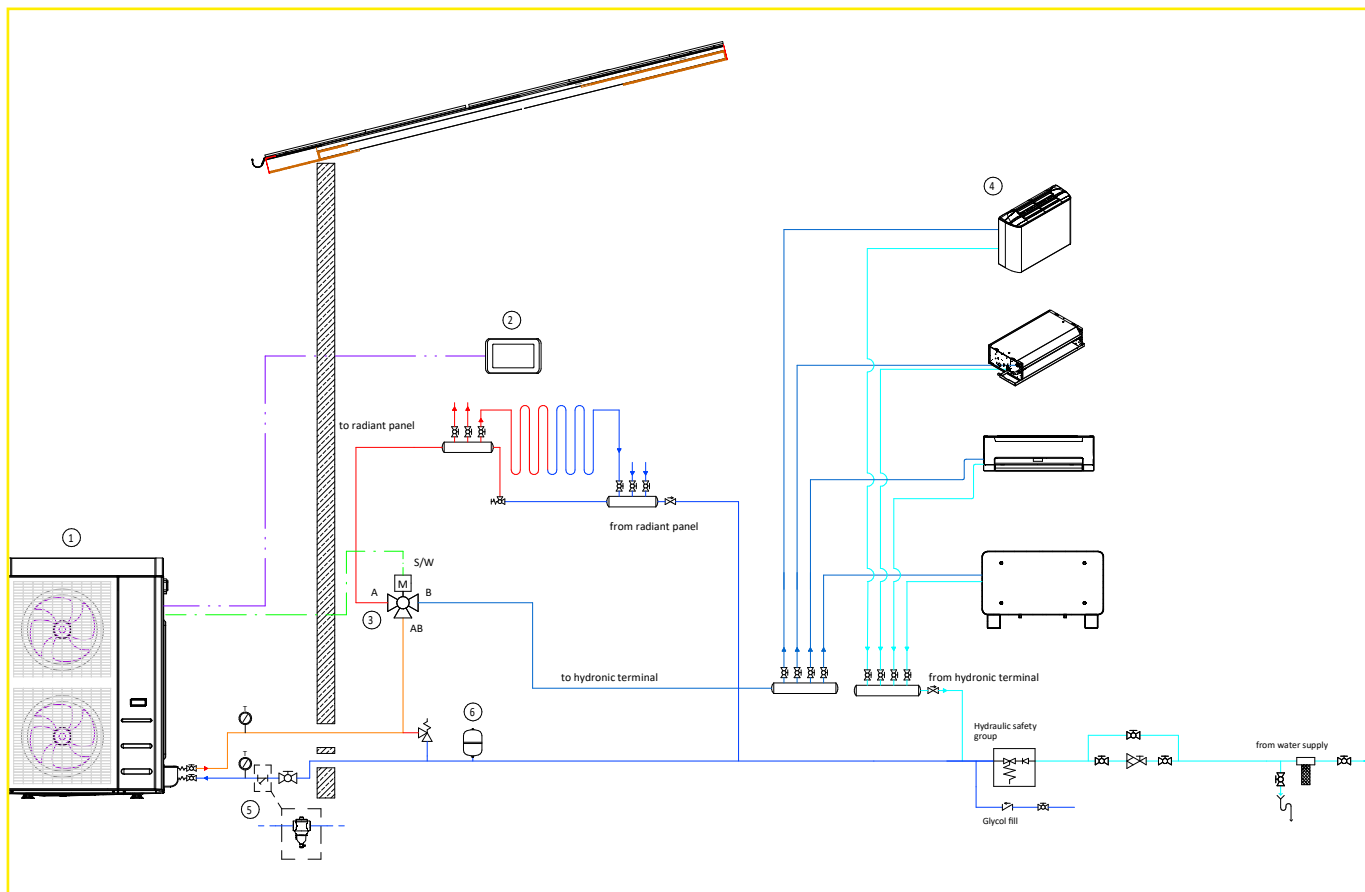 4
2
to radiant panel
from radiant panel
1
S/W
M
A
B
3
AB
to hydronic terminal
from hydronic terminal
6
T
Hydraulic safety
group
from water supply
T
5
Glycol fill